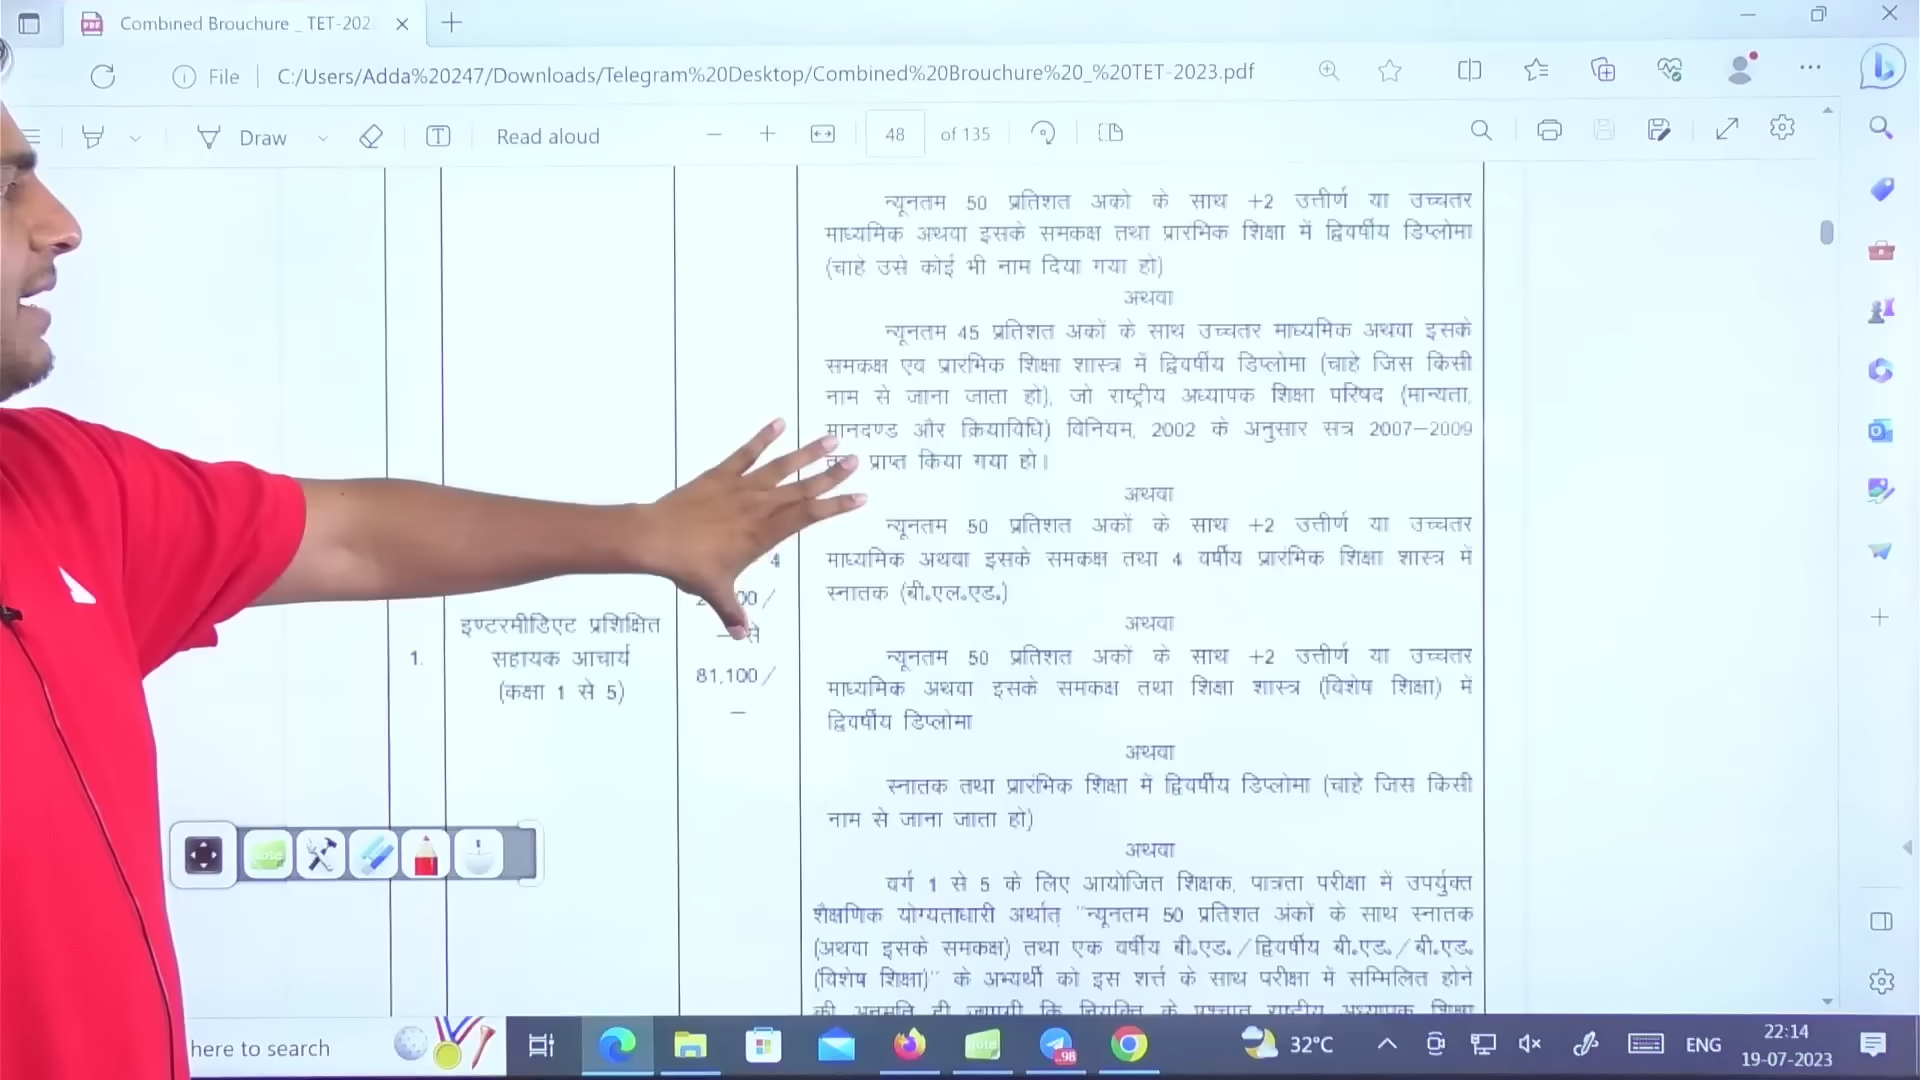 Combined Brouchure _ TET-202
File
C:/Users/Adda%20247/Downloads/Telegram%20Desktop/Combined%20Brouchure%20_%20TET-2023.pdf
Draw
Read aloud
48 of 135
न्यूनतम 50 प्रतिशत अंको के साथ +2 उत्तीर्ण या उच्चतर
माध्यमिक अथवा इसके समकक्ष तथा प्रारंभिक शिक्षा में द्विवर्षीय डिप्लोमा
(चाहे उसे कोई भी नाम दिया गया हो)
अथवा
न्यूनतम 45 प्रतिशत अंकों के साथ उच्चतर माध्यमिक अथवा इसके
समकक्ष एवं प्रारंभिक शिक्षा शास्त्र में द्विवर्षीय डिप्लोमा (चाहे जिस किसी
नाम से जाना जाता हो), जो राष्ट्रीय अध्यापक शिक्षा परिषद (मान्यता,
मानदण्ड और क्रियाविधि) विनियम, 2002 के अनुसार सत्र 2007–2009
प्राप्त किया गया हो।
अथवा
न्यूनतम 50 प्रतिशत अंकों के साथ +2 उत्तीर्ण या उच्चतर
माध्यमिक अथवा इसके समकक्ष तथा 4 वर्षीय प्रारंभिक शिक्षा शास्त्र में
स्नातक (बी॰एल॰एड॰)
अथवा
न्यूनतम 50 प्रतिशत अंकों के साथ +2 उत्तीर्ण या उच्चतर
माध्यमिक अथवा इसके समकक्ष तथा शिक्षा शास्त्र (विशेष शिक्षा) में
द्विवर्षीय डिप्लोमा
अथवा
स्नातक तथा प्रारंभिक शिक्षा में द्विवर्षीय डिप्लोमा (चाहे जिस किसी
नाम से जाना जाता हो)
अथवा
वर्ग 1 से 5 के लिए आयोजित शिक्षक, पात्रता परीक्षा में उपर्युक्त
शैक्षणिक योग्यताधारी अर्थात् "न्यूनतम 50 प्रतिशत अंकों के साथ स्नातक
(अथवा इसके समकक्ष) तथा एक वर्षीय बी॰एड॰/द्विवर्षीय बी॰एड॰/बी॰एड॰
(विशेष शिक्षा)" के अभ्यर्थी को इस शर्त्त के साथ परीक्षा में सम्मिलित होने
1.
इण्टरमीडिएट प्रशिक्षित
सहायक आचार्य
(कक्षा 1 से 5)
4
00/
– से
81,100/
–
note
here to search
note
98
32°C
ENG
22:14
19-07-2023